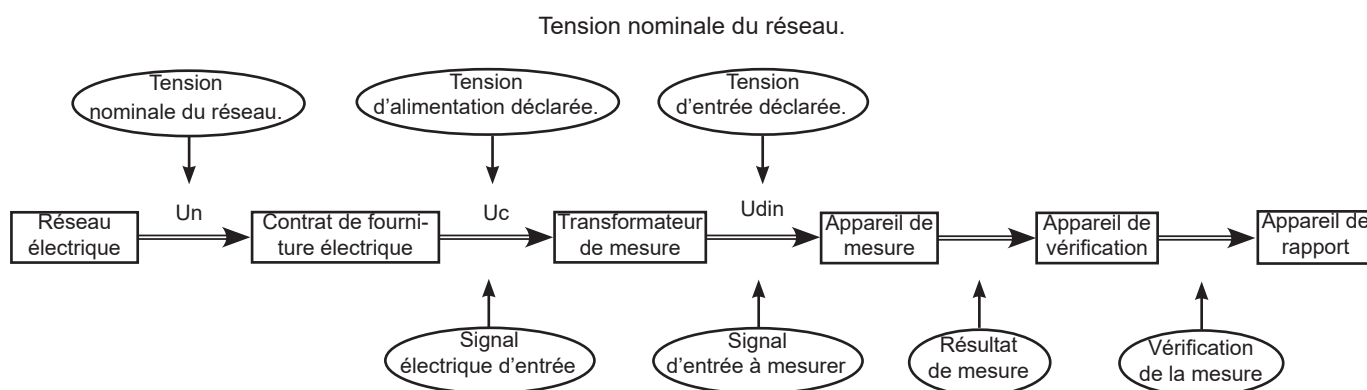 Tension nominale du réseau.
Tension
nominale du réseau.
Tension
d'alimentation déclarée.
Tension
d'entrée déclarée.
Un
Uc
Udin
Réseau
électrique
Contrat de fourni-
ture électrique
Transformateur
de mesure
Appareil de
mesure
Appareil de
vérification
Appareil de
rapport
Signal
électrique d'entrée
Signal
d'entrée à mesurer
Résultat
de mesure
Vérification
de la mesure